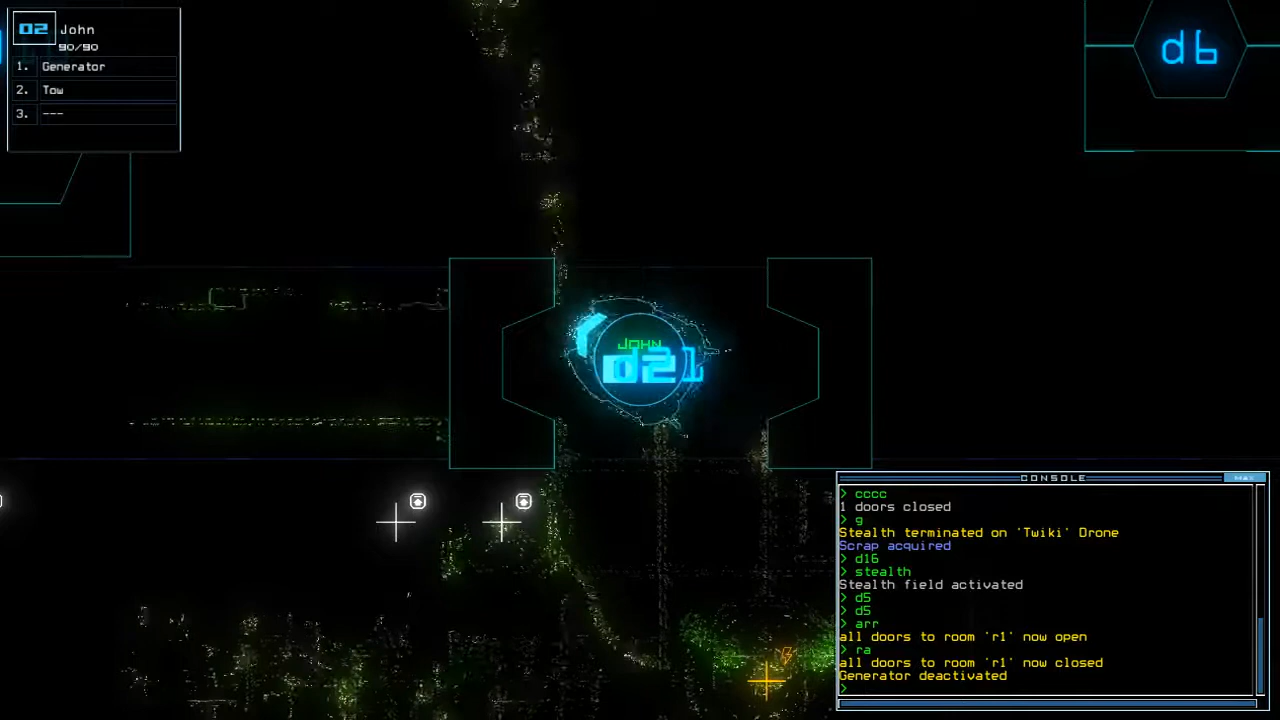 02 John
90/90
1. Generator
2. Tow
3. ---
d6
JOHN
d21
CONSOLE
MAX
> cccc
1 doors closed
> g
Stealth terminated on 'Twiki' Drone
Scrap acquired
> d16
> stealth
Stealth field activated
> d5
> d5
> arr
all doors to room 'r1' now open
> ra
all doors to room 'r1' now closed
Generator deactivated
>